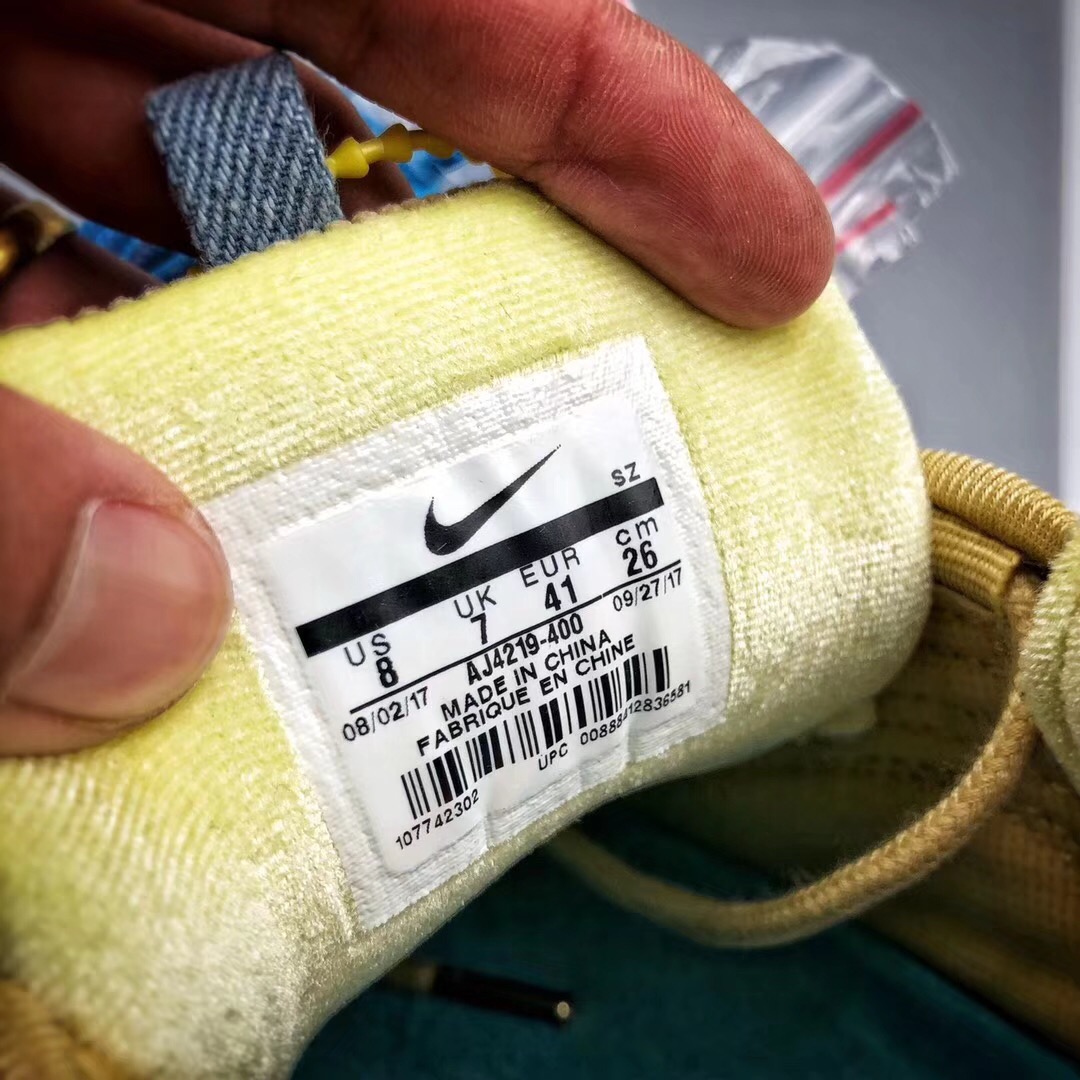 SZ
US UK EUR cm
8 7 41 26
AJ4219-400
08/02/17 09/27/17
MADE IN CHINA
FABRIQUE EN CHINE
UPC
107742302